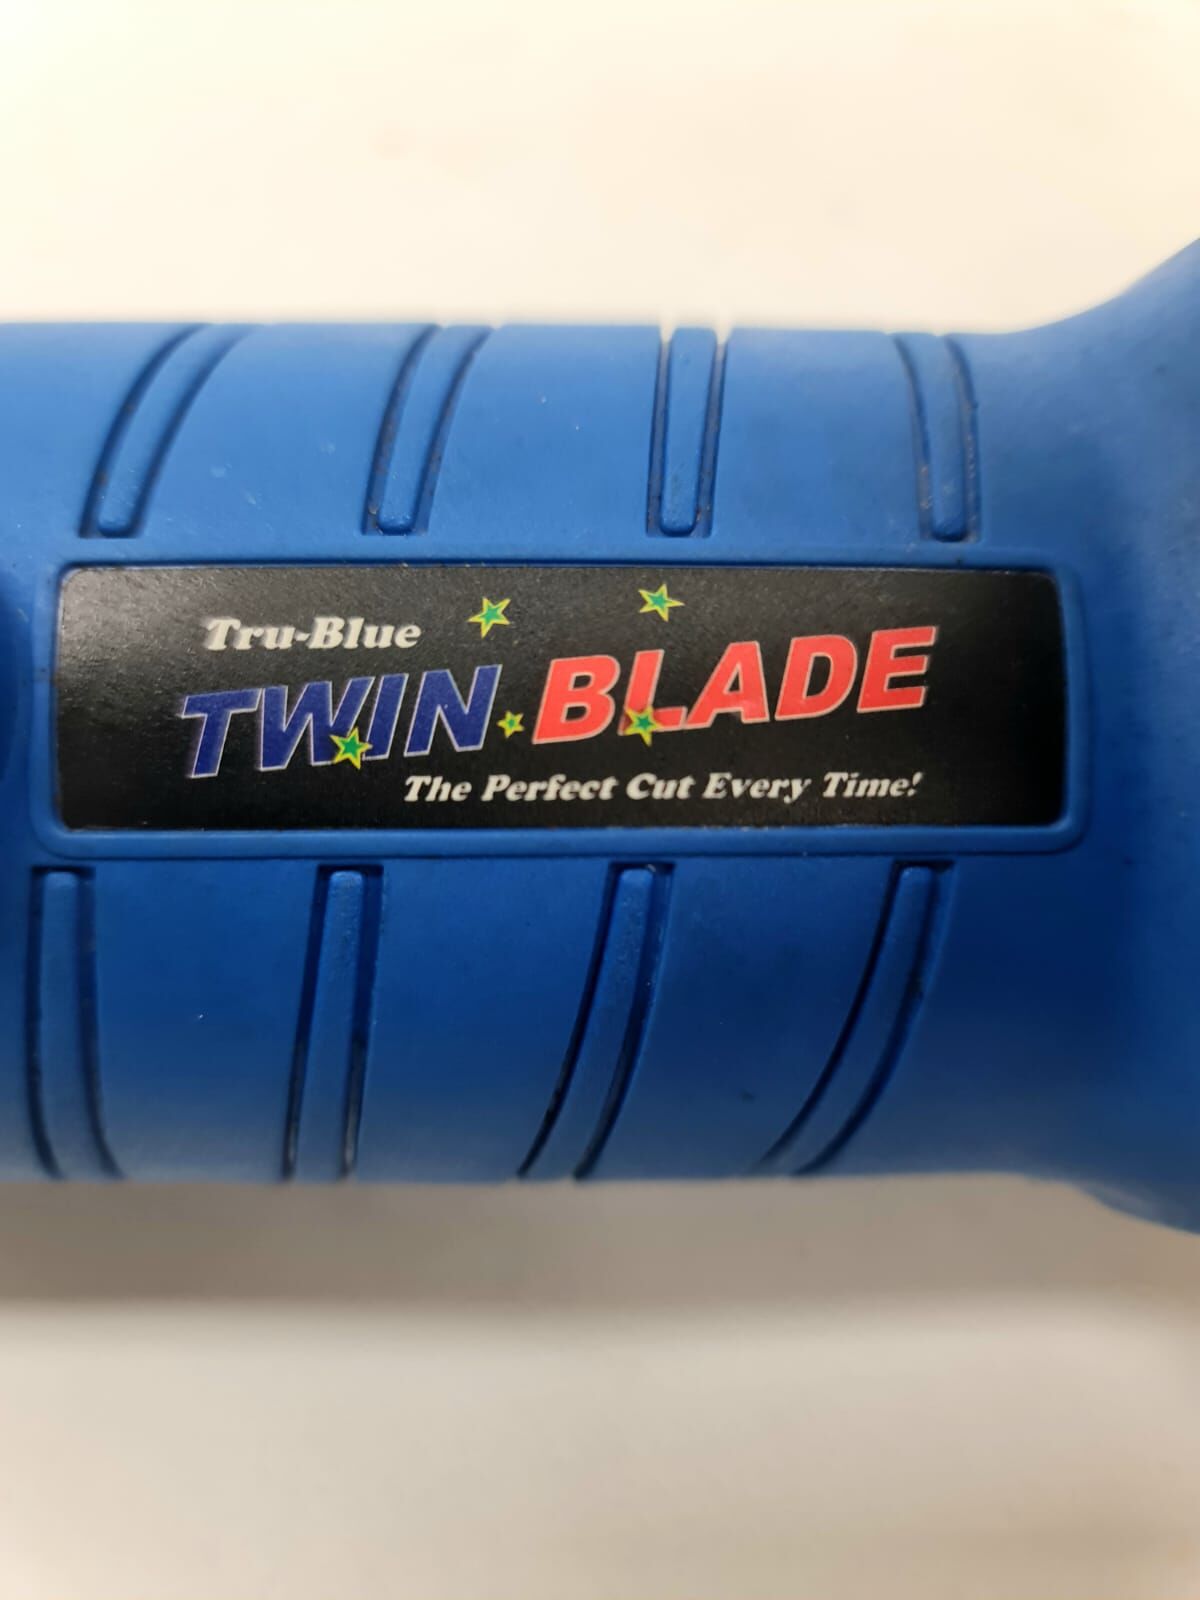 Tru-Blue
TWIN BLADE
The Perfect Cut Every Time!